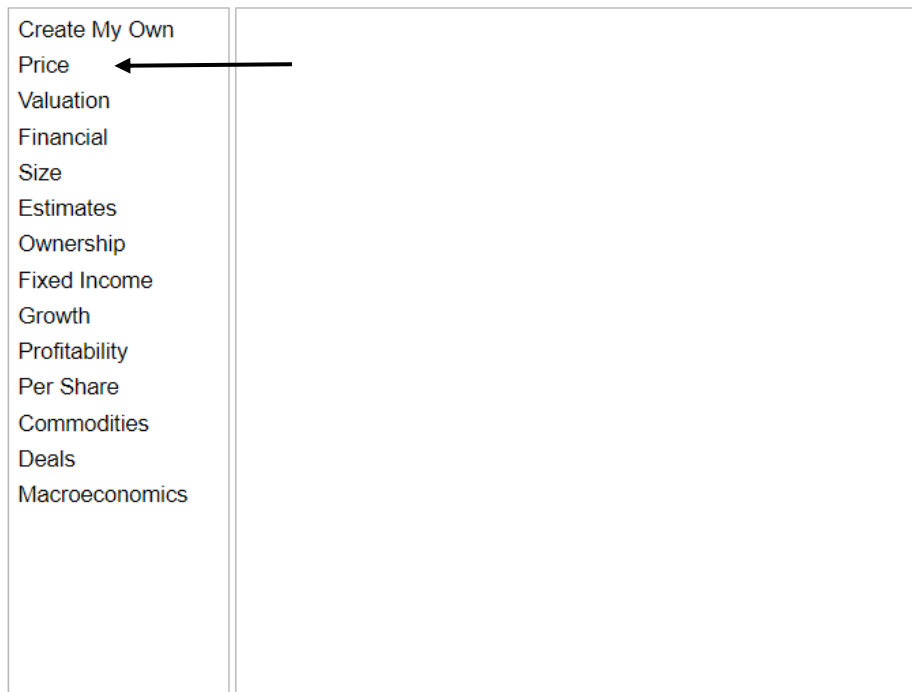 Create My Own
Price
Valuation
Financial
Size
Estimates
Ownership
Fixed Income
Growth
Profitability
Per Share
Commodities
Deals
Macroeconomics